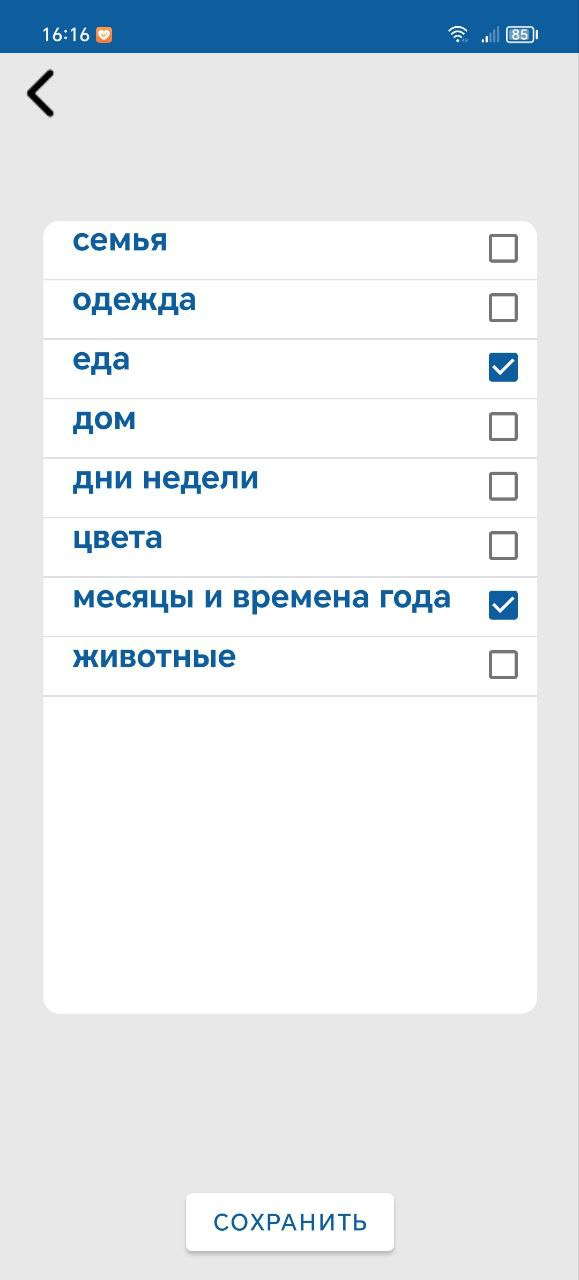 16:16
85
семья
одежда
еда
дом
дни недели
цвета
месяцы и времена года
животные
СОХРАНИТЬ